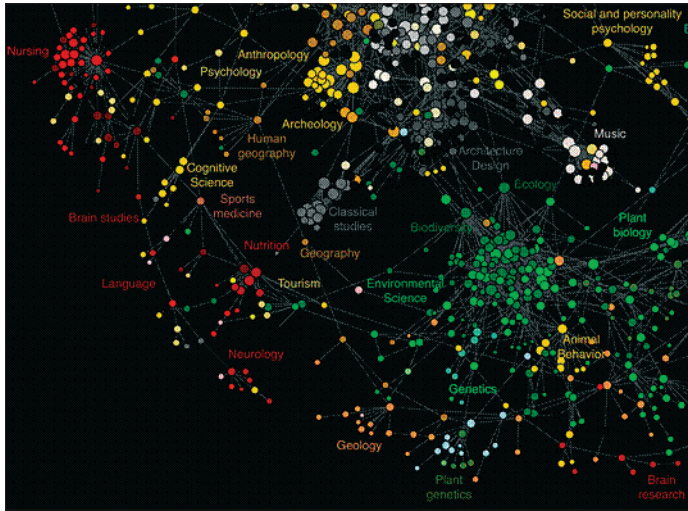 Social and personality
psychology
Nursing
Anthropology
Psychology
Archeology
Music
Human
geography
Architecture
Design
Cognitive
Science
Ecology
Sports
medicine
Brain studies
Classical
studies
Biodiversity
Plant
biology
Nutrition
Geography
Language
Tourism
Environmental
Science
Animal
Behavior
Neurology
Genetics
Geology
Plant
genetics
Brain
research